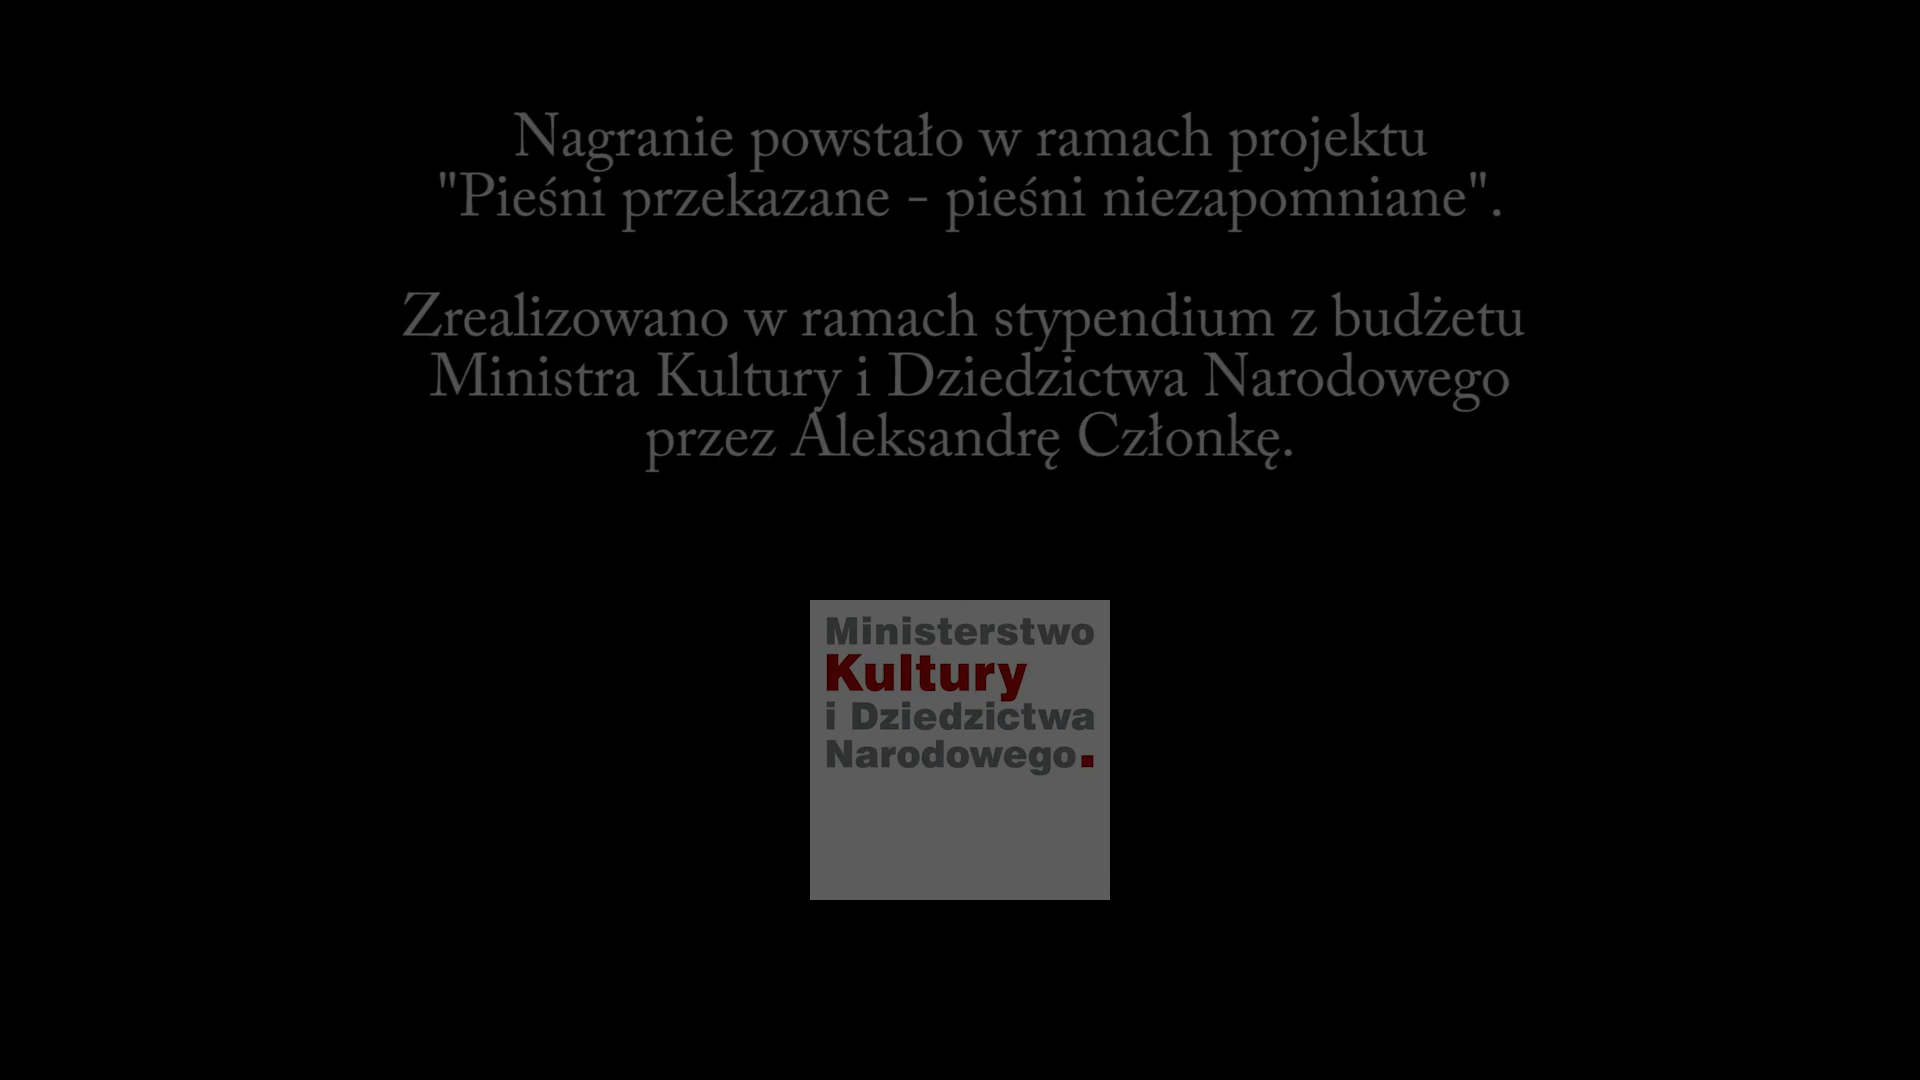 Nagranie powstało w ramach projektu
"Pieśni przekazane - pieśni niezapomniane".
Zrealizowano w ramach stypendium z budżetu
Ministra Kultury i Dziedzictwa Narodowego
przez Aleksandrę Członkę.
Ministerstwo
Kultury
i Dziedzictwa
Narodowego.